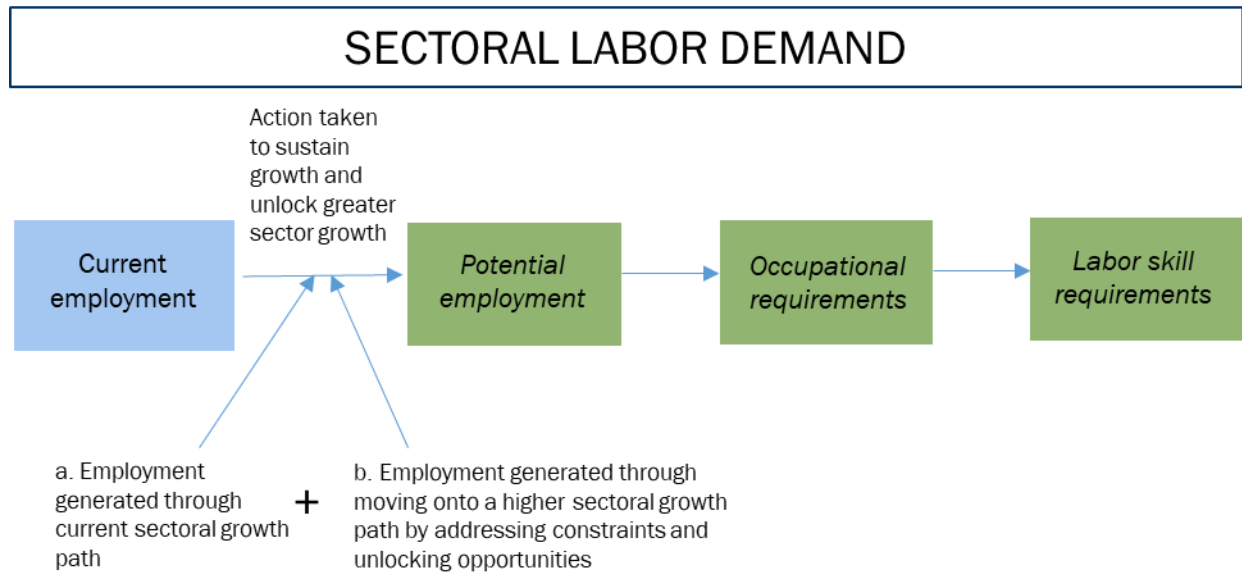 SECTORAL LABOR DEMAND
Action taken
to sustain
growth and
unlock greater
sector growth
Current
employment
Potential
employment
Occupational
requirements
Labor skill
requirements
a. Employment
generated through
current sectoral growth
path
+
b. Employment generated through
moving onto a higher sectoral growth
path by addressing constraints and
unlocking opportunities